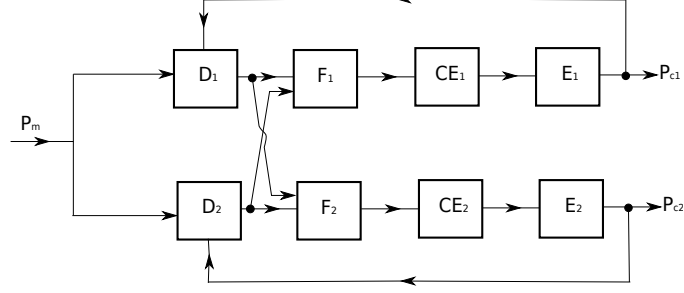 D₁ F₁ CE₁ E₁ Pc1
Pm
D₂ F₂ CE₂ E₂ Pc2